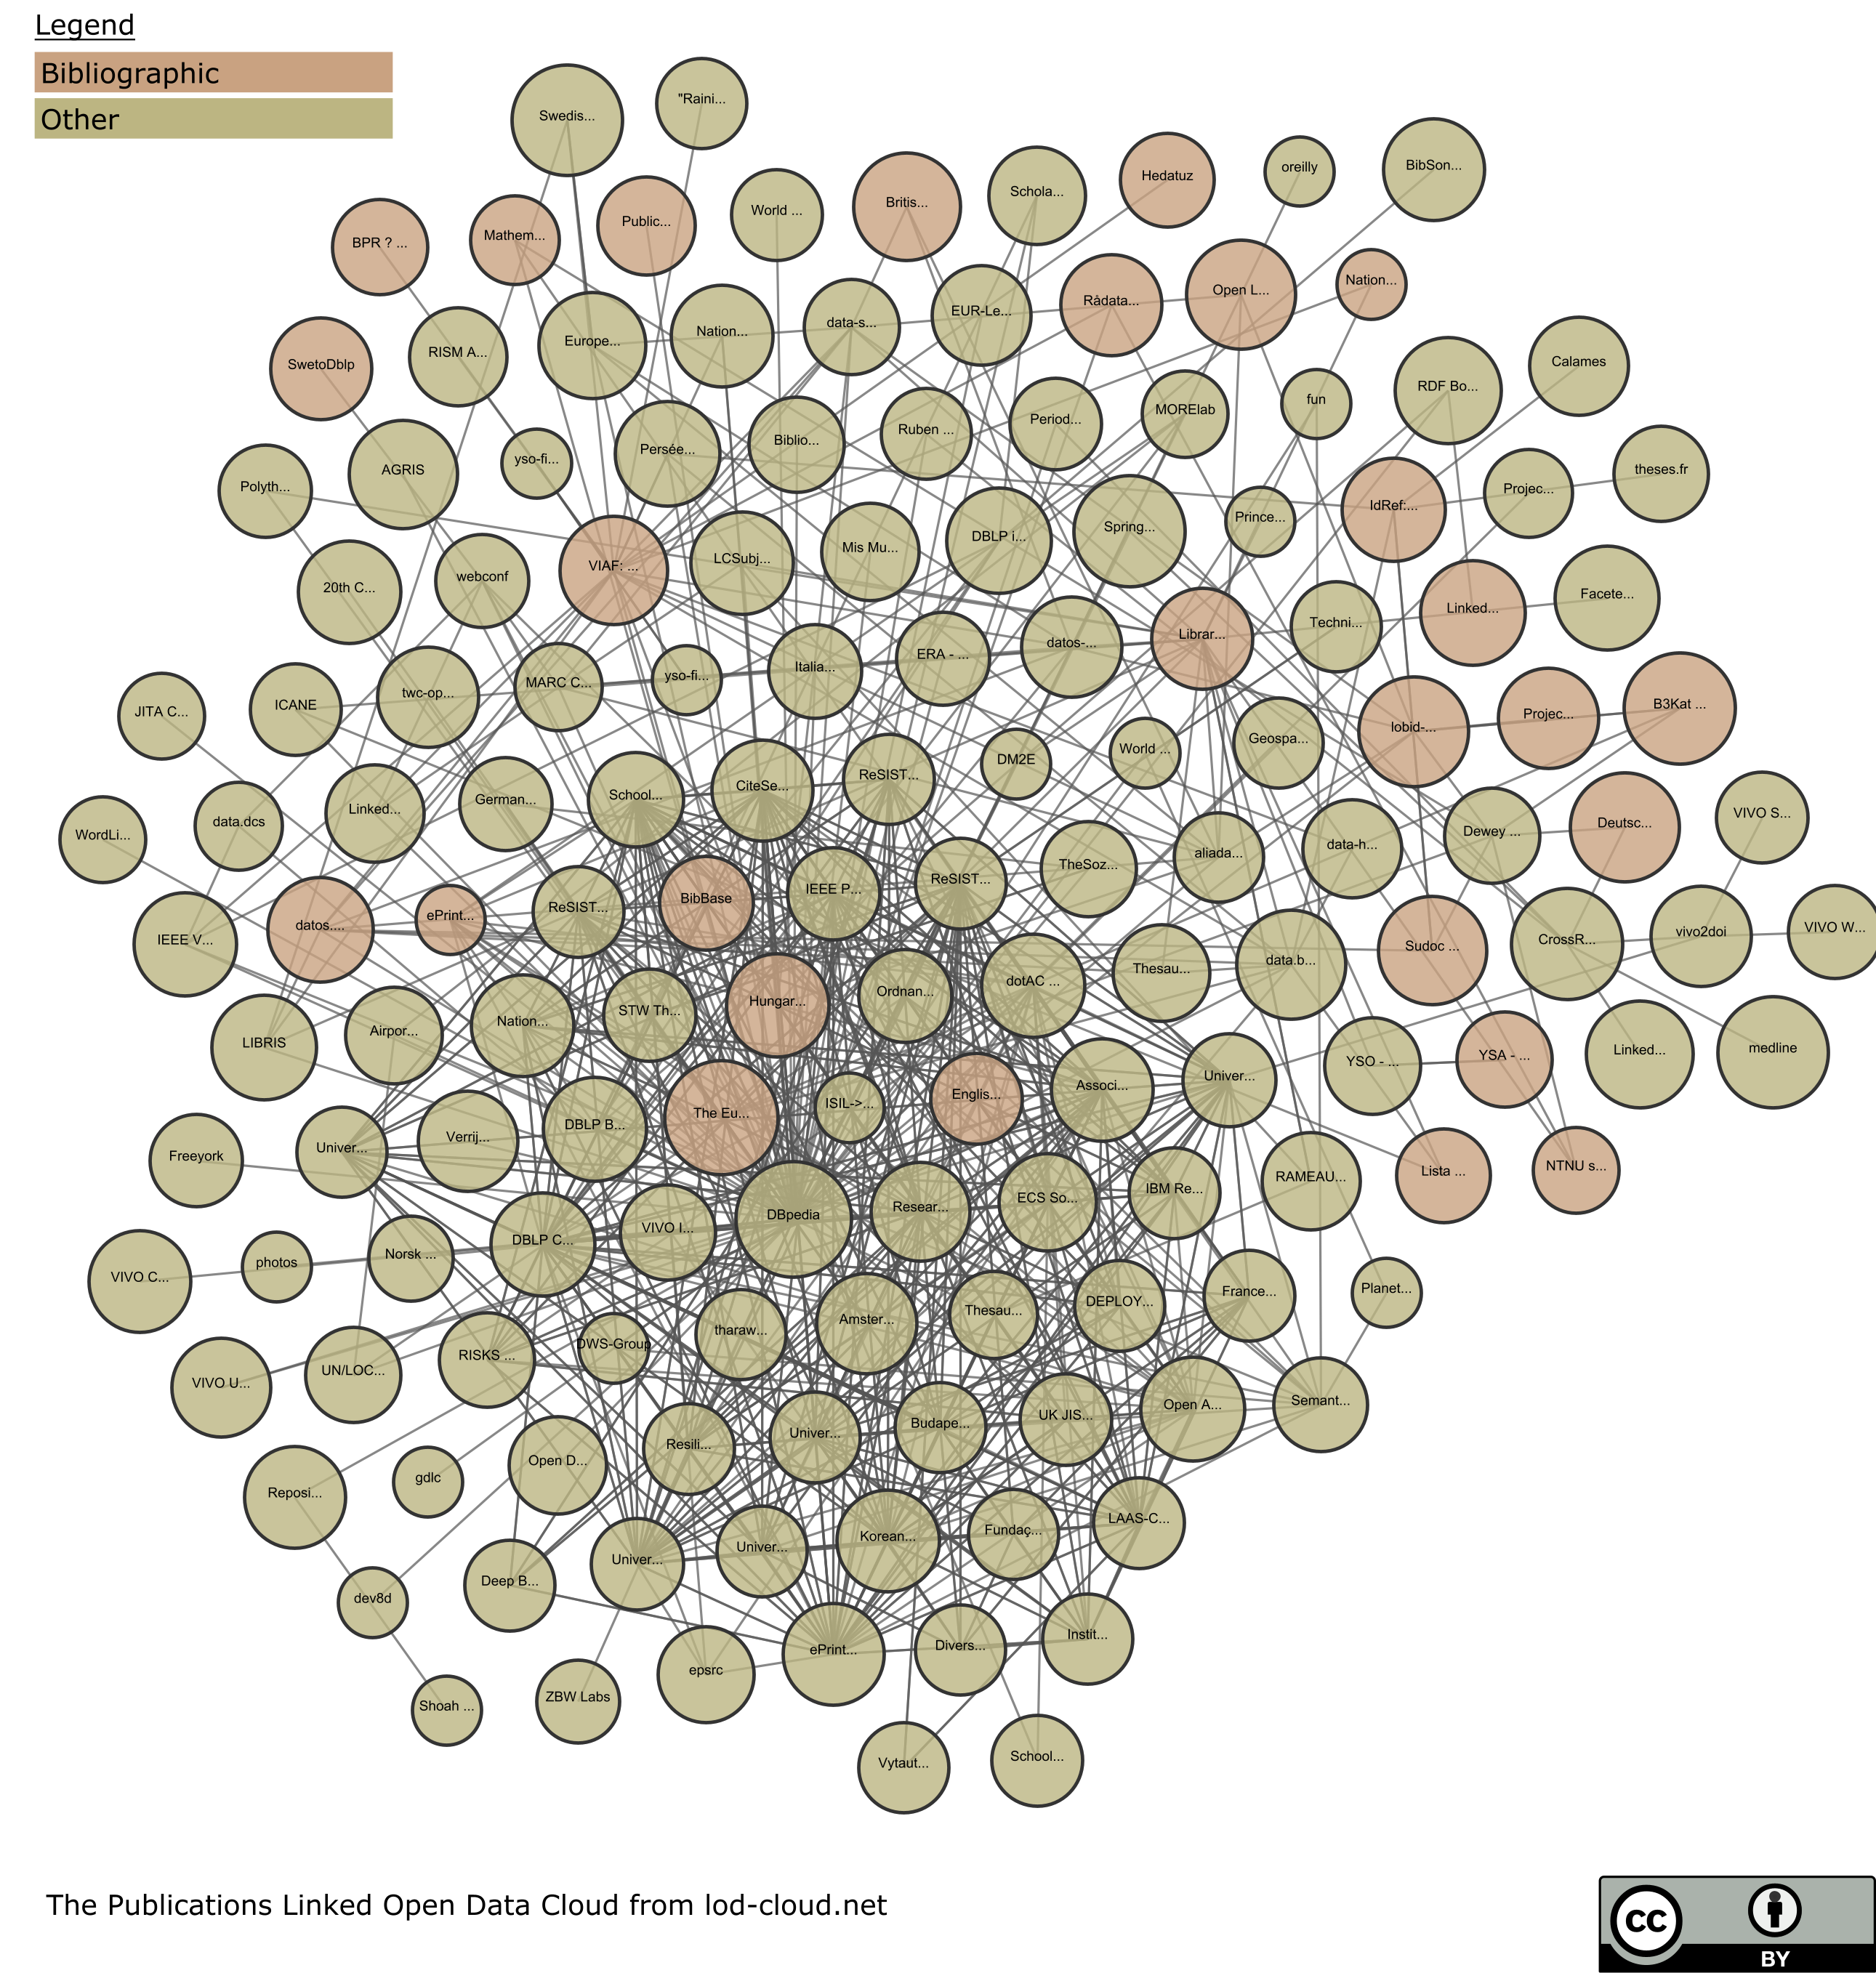 Legend
Bibliographic
Other
Swedis...
"Raini...
World ...
Britis...
Schola...
Hedatuz
oreilly
BibSon...
BPR ? ...
Mathem...
Public...
Rådata...
Open L...
Nation...
SwetoDblp
RISM A...
Europe...
Nation...
data-s...
EUR-Le...
Calames
Polyth...
AGRIS
yso-fi...
Persée...
Biblio...
Ruben ...
Period...
MORElab
fun
RDF Bo...
20th C...
webconf
VIAF: ...
LCSubj...
Mis Mu...
DBLP i...
Spring...
Prince...
IdRef:...
Projec...
theses.fr
JITA C...
ICANE
twc-op...
MARC C...
yso-fi...
Italia...
ERA - ...
datos-...
Librar...
Techni...
Linked...
Facete...
WordLi...
data.dcs
Linked...
German...
School...
CiteSe...
ReSIST...
DM2E
World ...
Geospa...
lobid-...
Projec...
B3Kat ...
IEEE V...
datos....
ePrint...
ReSIST...
BibBase
IEEE P...
ReSIST...
TheSoz...
aliada...
data-h...
Dewey ...
Deutsc...
VIVO S...
LIBRIS
Airpor...
Nation...
STW Th...
Hungar...
Ordnan...
dotAC ...
Thesau...
data.b...
Sudoc ...
CrossR...
vivo2doi
VIVO W...
Freeyork
Univer...
Verrij...
DBLP B...
The Eu...
ISIL->...
Englis...
Associ...
Univer...
YSO - ...
YSA - ...
Linked...
medline
VIVO C...
photos
Norsk ...
DBLP C...
VIVO I...
DBpedia
Resear...
ECS So...
IBM Re...
RAMEAU...
Lista ...
NTNU s...
VIVO U...
UN/LOC...
RISKS ...
DWS-Group
tharaw...
Amster...
Thesau...
DEPLOY...
France...
Planet...
Reposi...
gdlc
Open D...
Resili...
Univer...
Budape...
UK JIS...
Open A...
Semant...
dev8d
Deep B...
Univer...
Univer...
Korean...
Fundaç...
LAAS-C...
Shoah ...
ZBW Labs
epsrc
ePrint...
Divers...
Instit...
Vytaut...
School...
The Publications Linked Open Data Cloud from lod-cloud.net
cc
BY